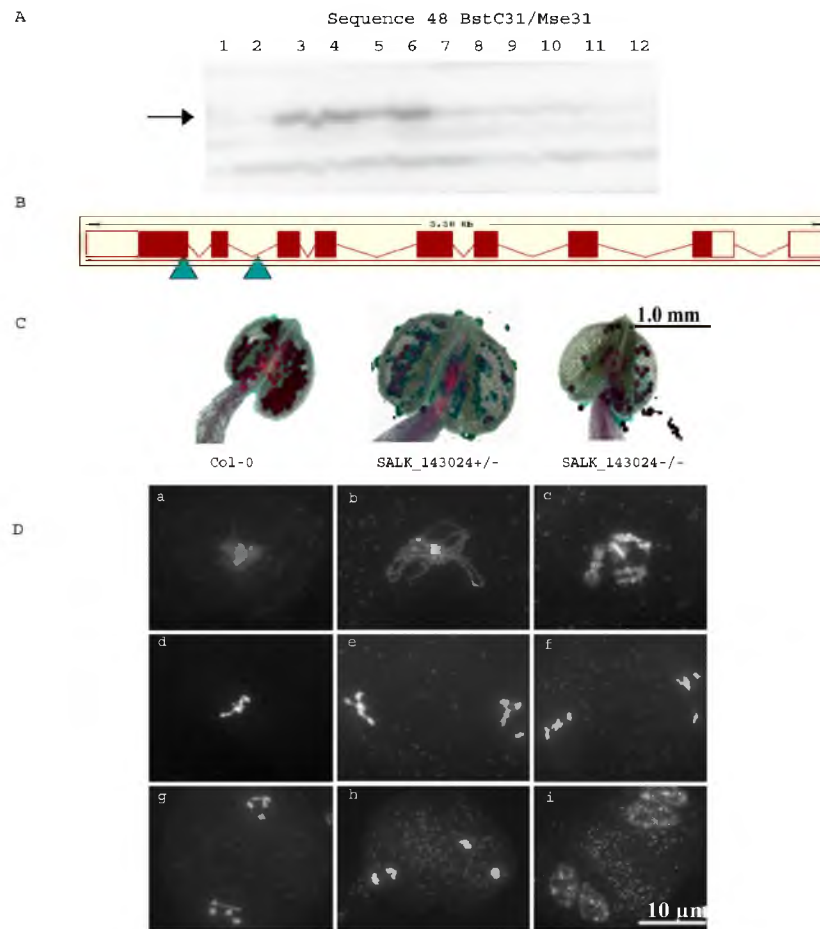 A
Sequence 48 BstC31/Mse31
1 2 3 4 5 6 7 8 9 10 11 12
B
C
1.0 mm
Col-0 SALK_143024+/- SALK_143024-/-
D
a b c
d e f
g h i
10 µm